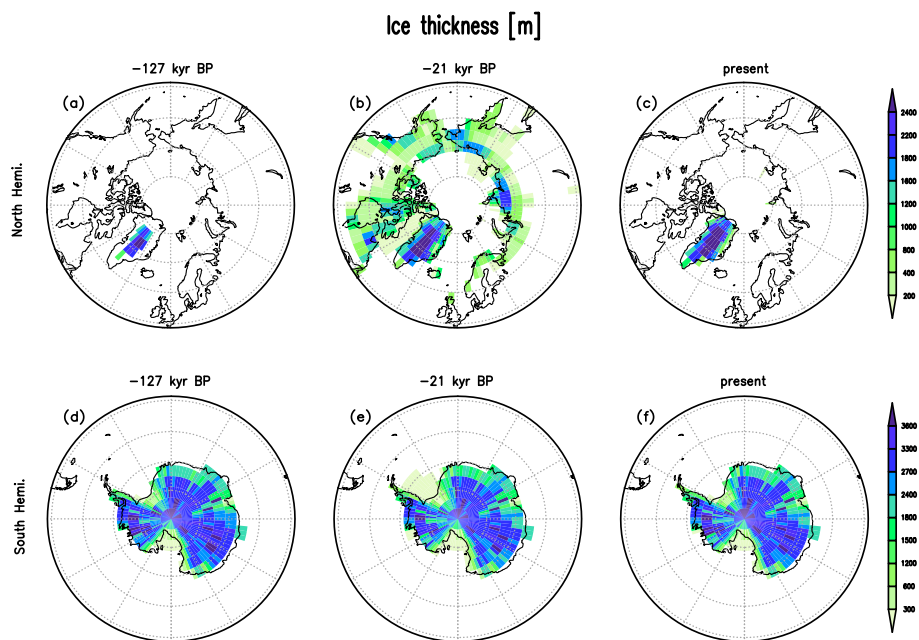 Ice thickness [m]
−127 kyr BP
−21 kyr BP
present
(a)
(b)
(c)
North Hemi.
2400
2200
2000
1800
1600
1400
1200
1000
800
600
400
200
−127 kyr BP
−21 kyr BP
present
(d)
(e)
(f)
South Hemi.
3600
3300
3000
2700
2400
2100
1800
1500
1200
900
600
300